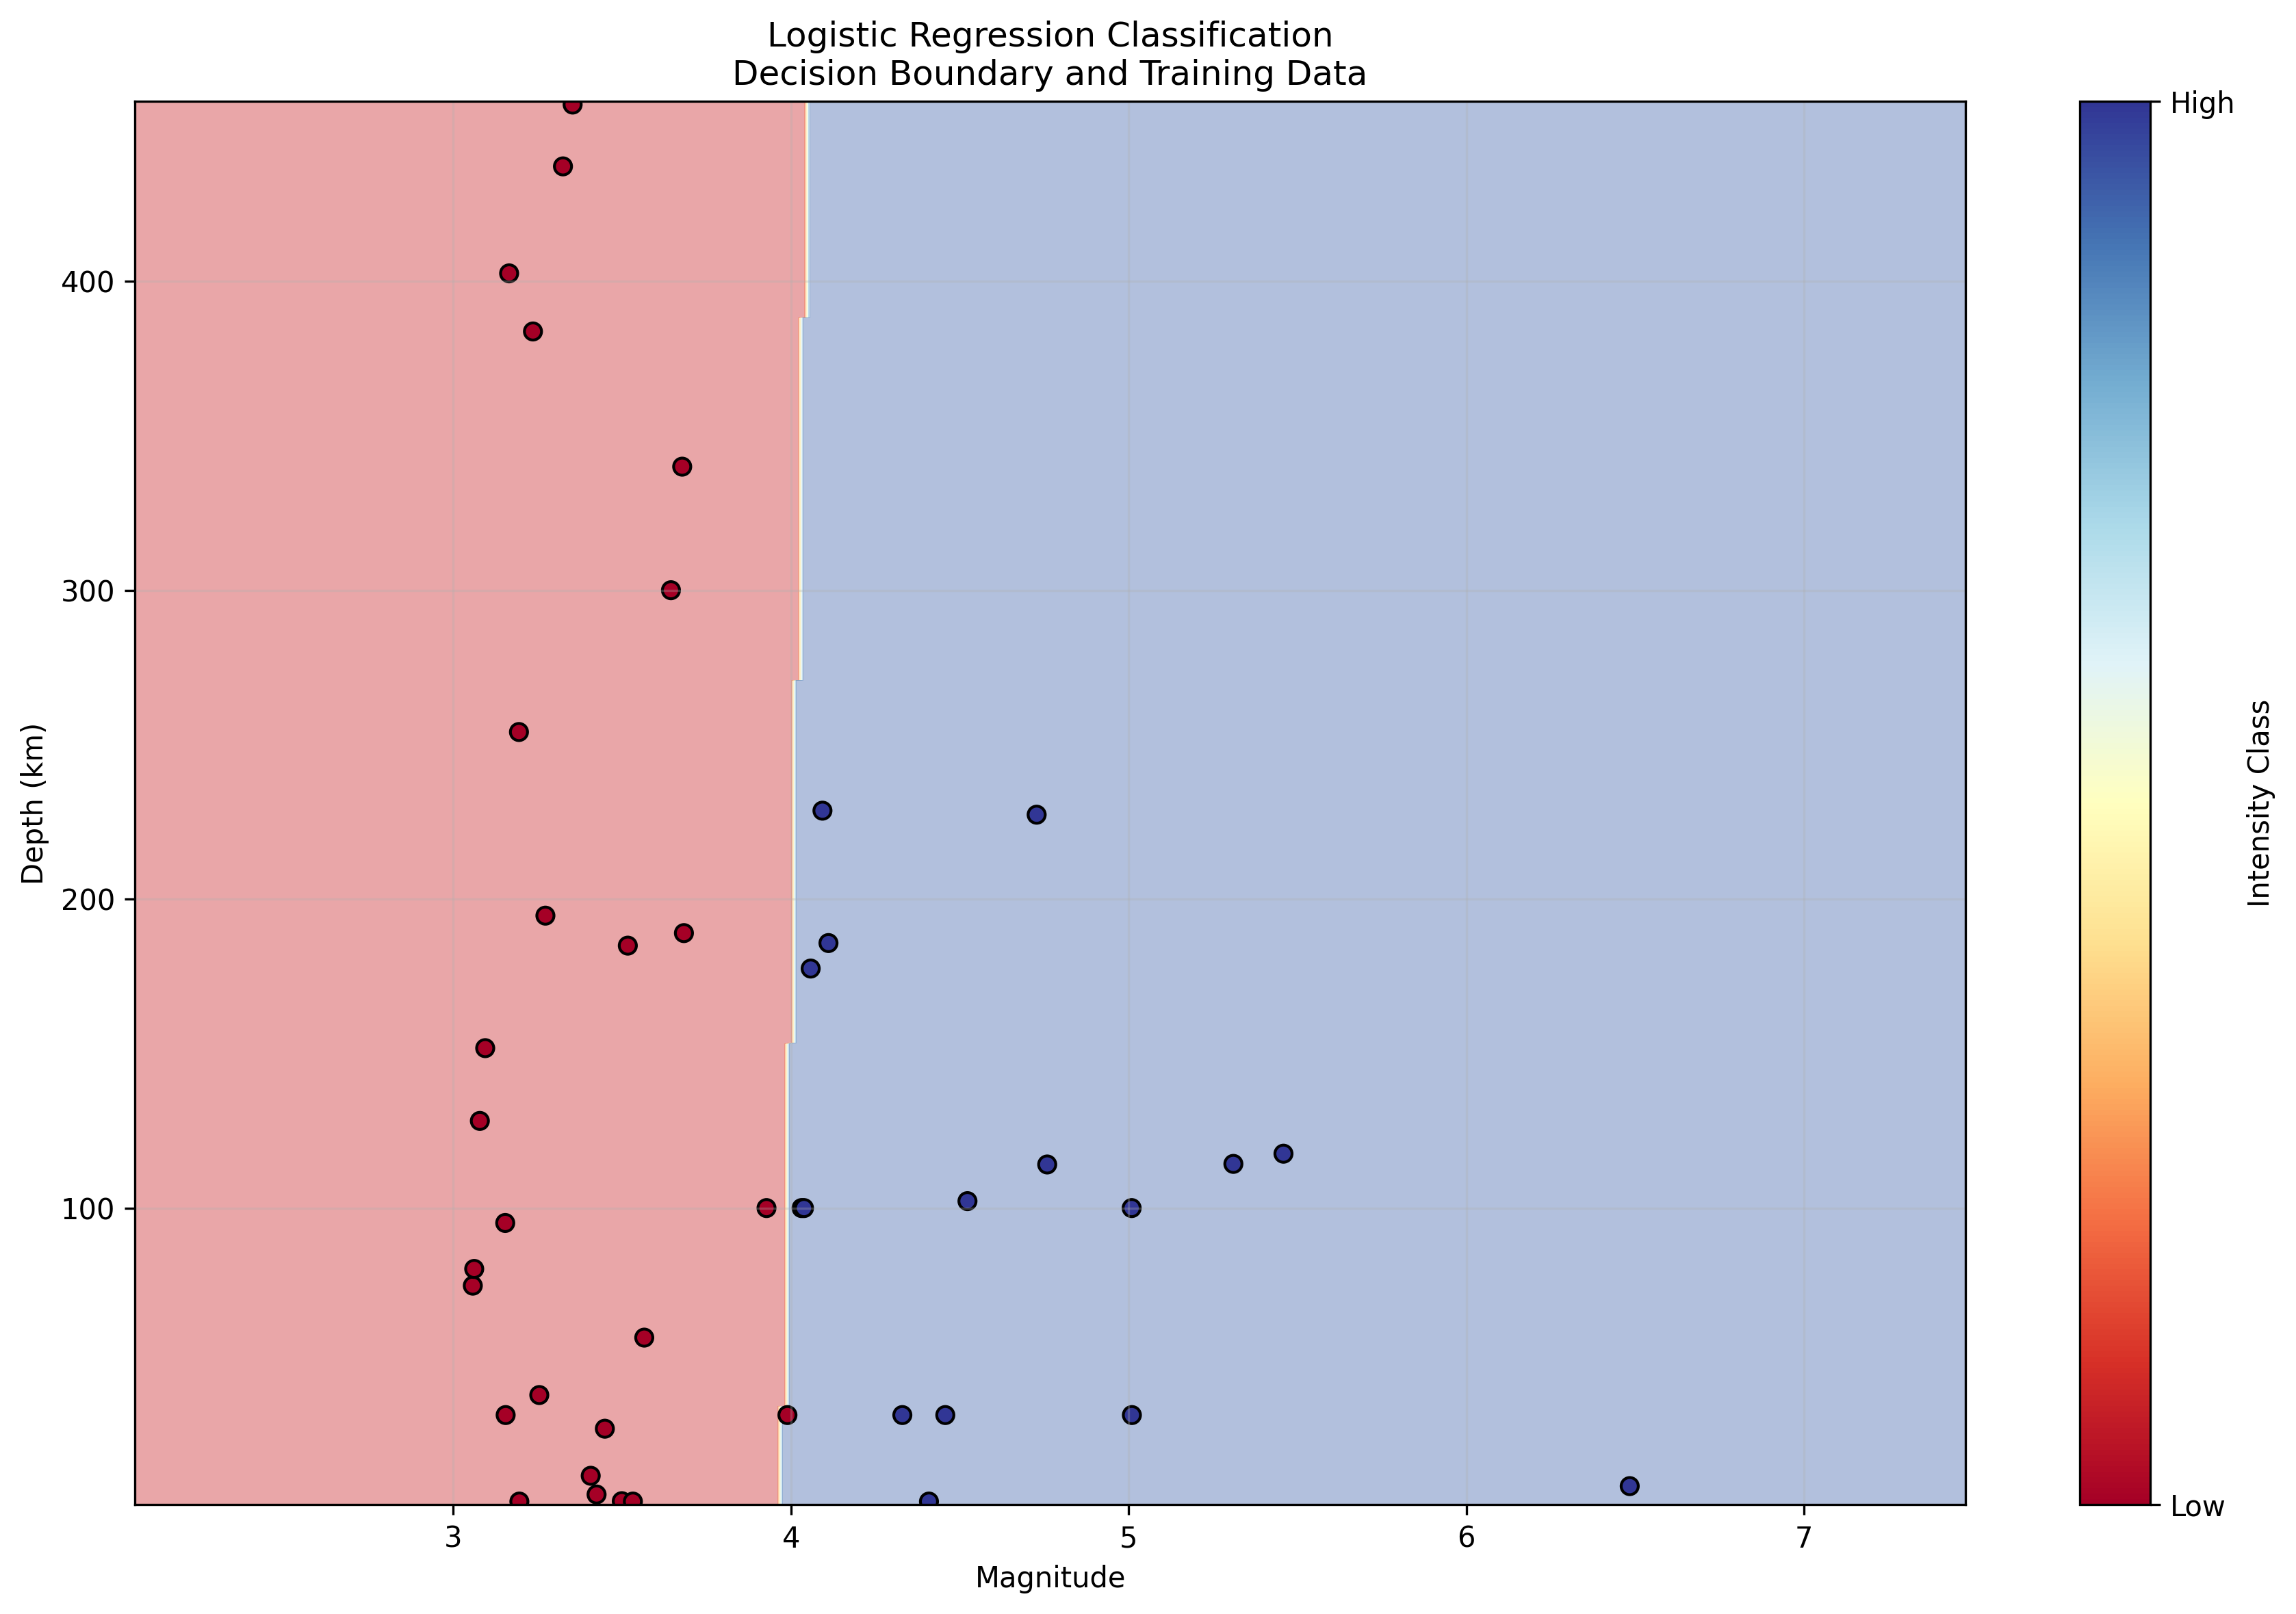 Logistic Regression Classification
Decision Boundary and Training Data
High
400
300
200
100
Depth (km)
Intensity Class
Low
3
4
5
6
7
Magnitude